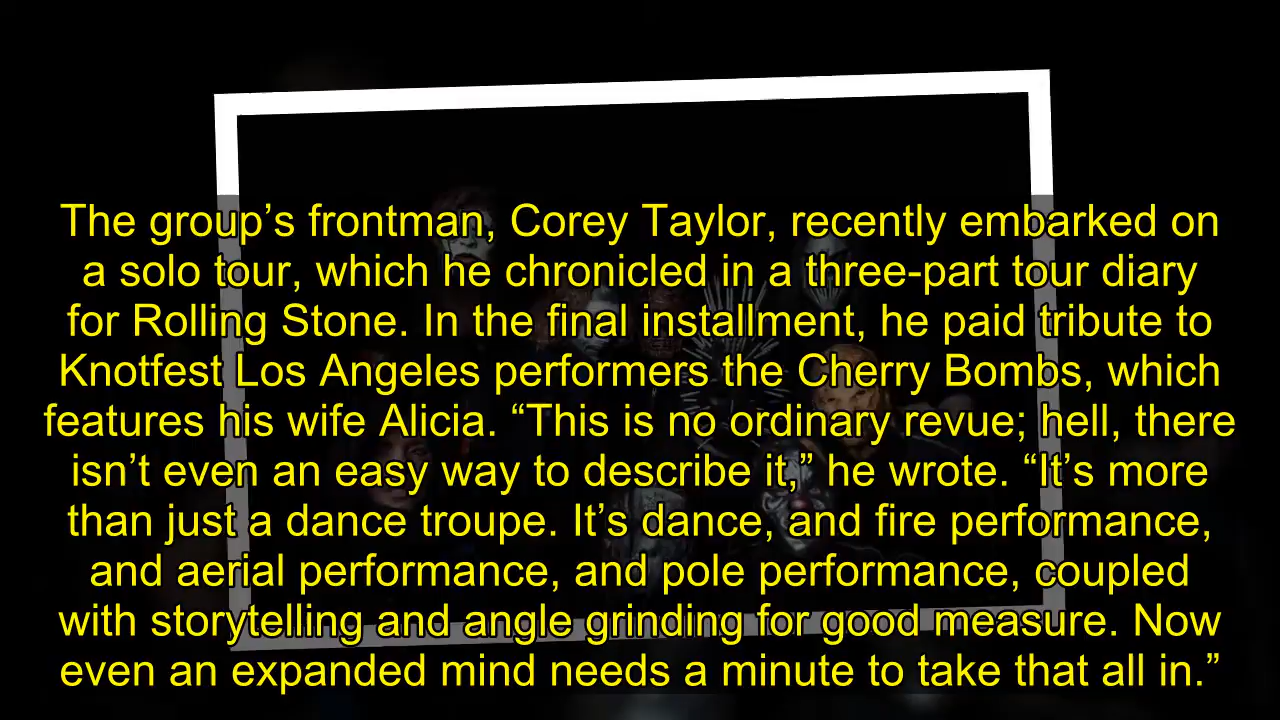 The group’s frontman, Corey Taylor, recently embarked on
a solo tour, which he chronicled in a three-part tour diary
for Rolling Stone. In the final installment, he paid tribute to
Knotfest Los Angeles performers the Cherry Bombs, which
features his wife Alicia. “This is no ordinary revue; hell, there
isn’t even an easy way to describe it,” he wrote. “It’s more
than just a dance troupe. It’s dance, and fire performance,
and aerial performance, and pole performance, coupled
with storytelling and angle grinding for good measure. Now
even an expanded mind needs a minute to take that all in.”